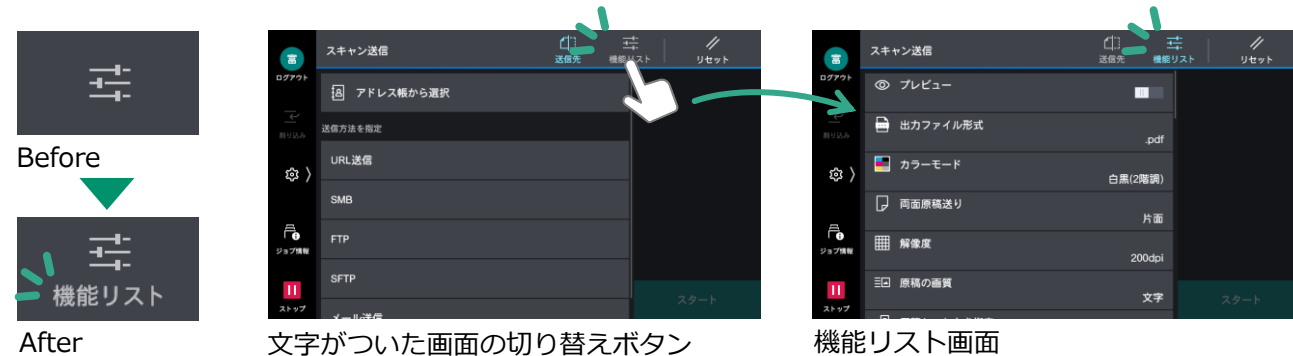 Before
機能リスト
After
富
ログアウト
割り込み
ジョブ情報
ストップ
スキャン送信
送信先
機能リスト
リセット
アドレス帳から選択
送信方法を指定
URL送信
SMB
FTP
SFTP
メール送信
スタート
文字がついた画面の切り替えボタン
富
ログアウト
割り込み
ジョブ情報
ストップ
スキャン送信
送信先
機能リスト
リセット
プレビュー
出力ファイル形式
.pdf
カラーモード
白黒(2階調)
両面原稿送り
片面
解像度
200dpi
原稿の画質
文字
スタート
機能リスト画面